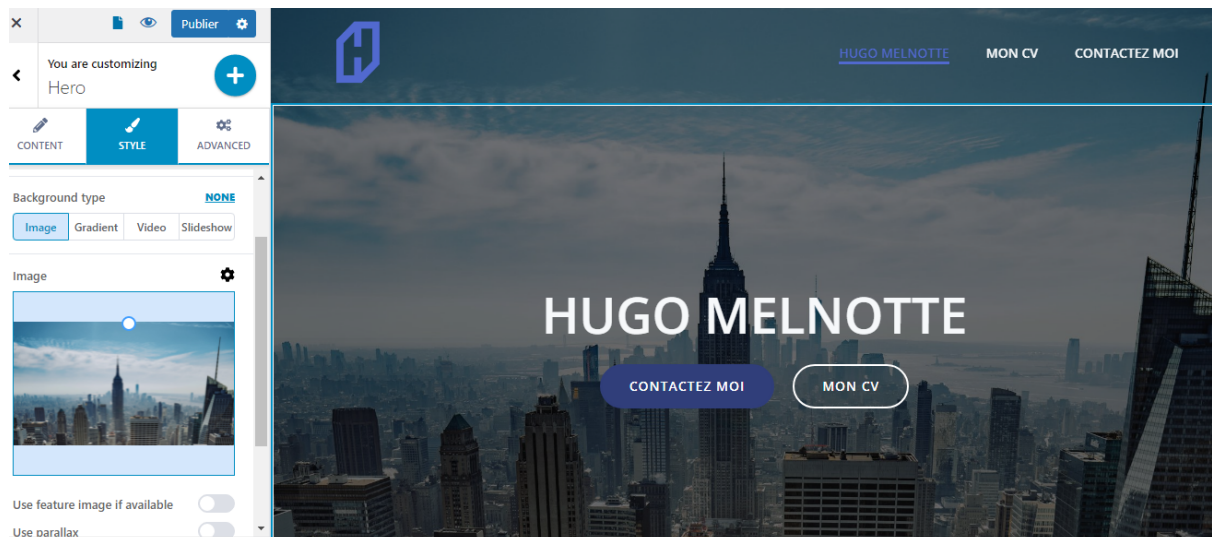 Publier
You are customizing
Hero
CONTENT
STYLE
ADVANCED
Background type
NONE
Image
Gradient
Video
Slideshow
Image
Use feature image if available
Use parallax
H
HUGO MELNOTTE
MON CV
CONTACTEZ MOI
HUGO MELNOTTE
CONTACTEZ MOI
MON CV